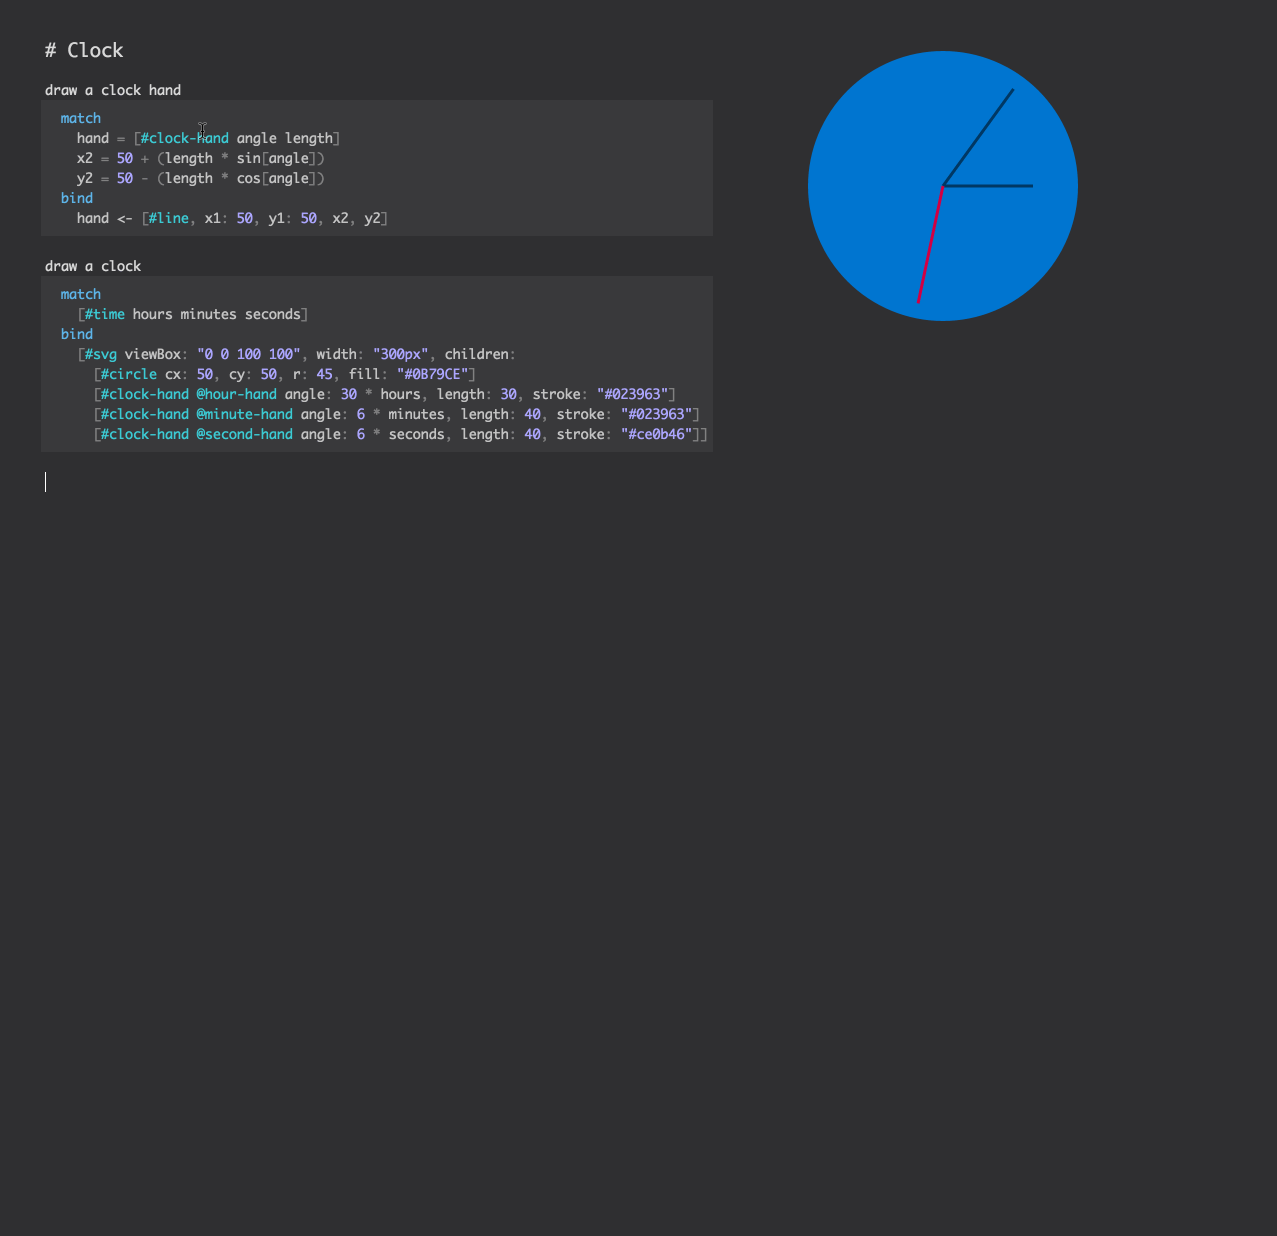 # Clock
draw a clock hand
match
hand = [#clock-hand angle length]
x2 = 50 + (length * sin[angle])
y2 = 50 - (length * cos[angle])
bind
hand <- [#line, x1: 50, y1: 50, x2, y2]
draw a clock
match
[#time hours minutes seconds]
bind
[#svg viewBox: "0 0 100 100", width: "300px", children:
[#circle cx: 50, cy: 50, r: 45, fill: "#0B79CE"]
[#clock-hand @hour-hand angle: 30 * hours, length: 30, stroke: "#023963"]
[#clock-hand @minute-hand angle: 6 * minutes, length: 40, stroke: "#023963"]
[#clock-hand @second-hand angle: 6 * seconds, length: 40, stroke: "#ce0b46"]]